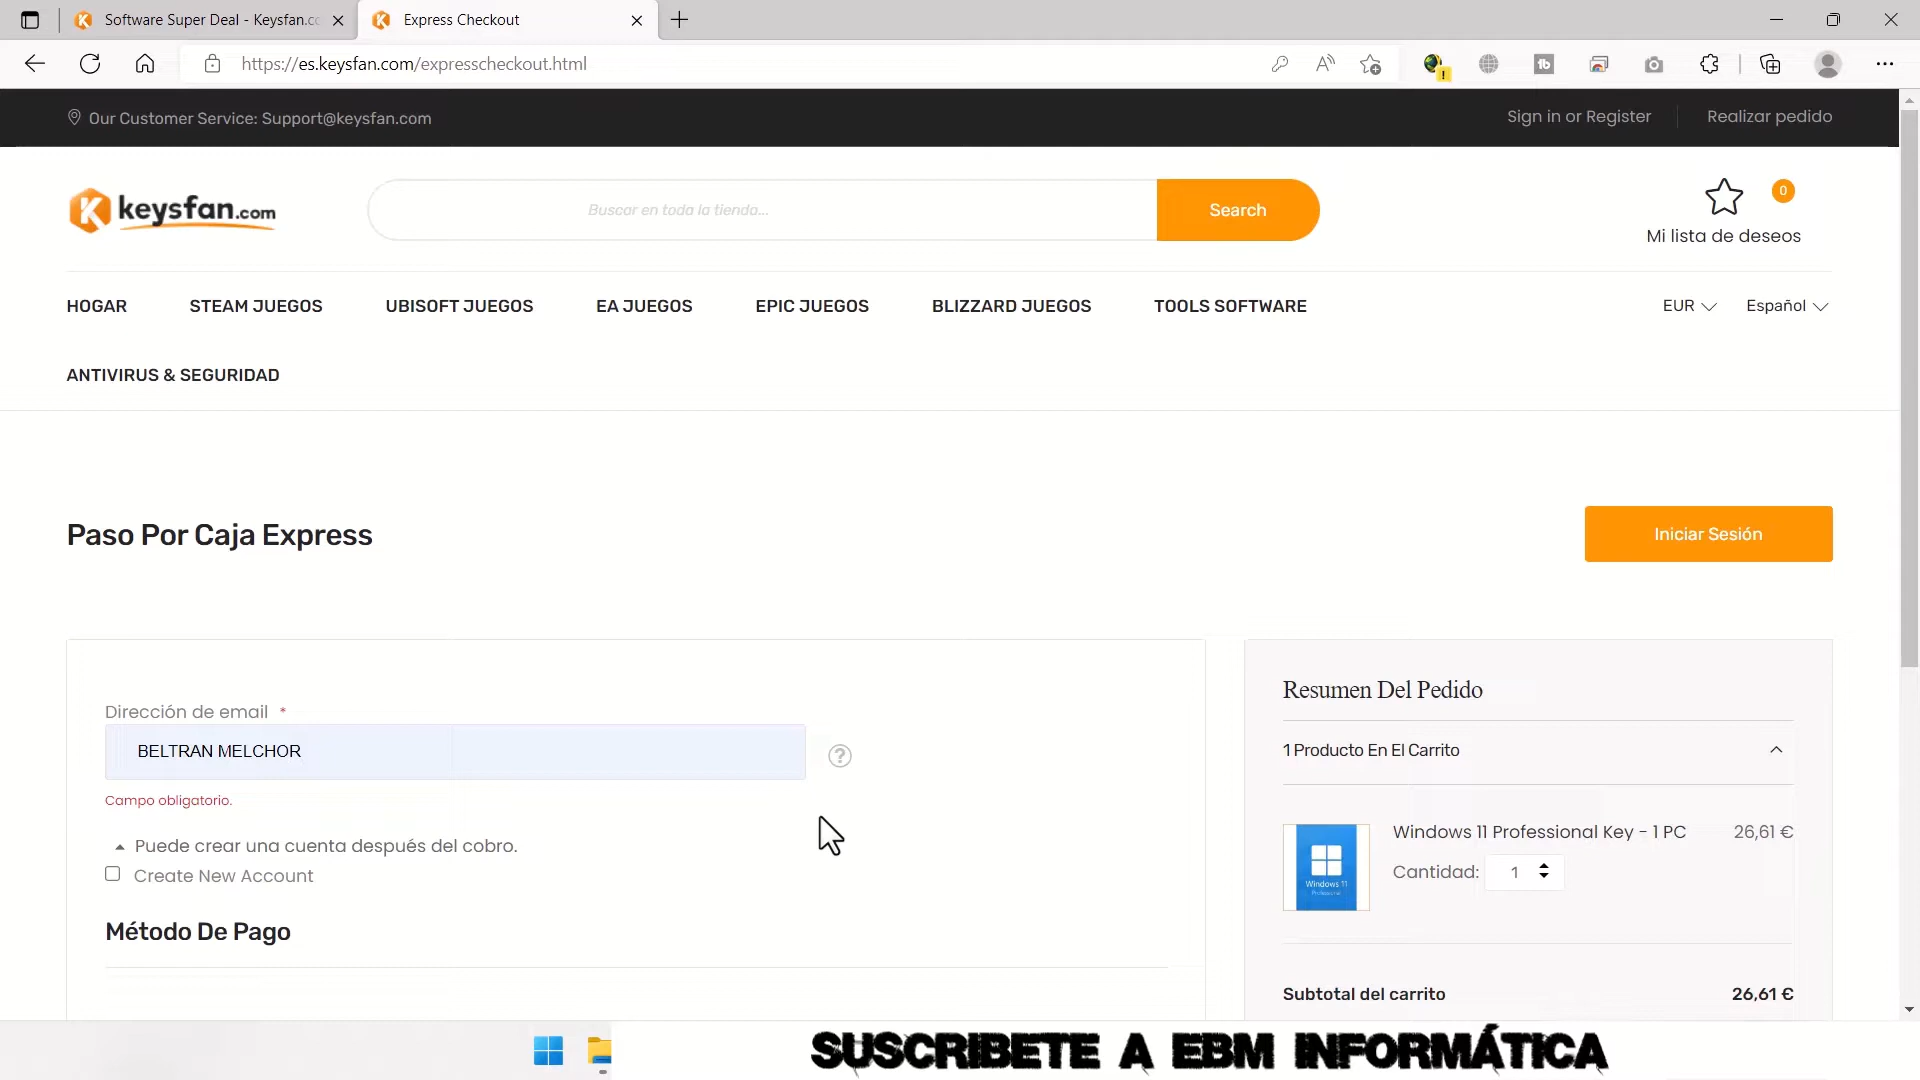 Software Super Deal - Keysfan.c
Express Checkout
https://es.keysfan.com/expresscheckout.html
Our Customer Service: Support@keysfan.com
Sign in or Register
Realizar pedido
keysfan.com
Buscar en toda la tienda...
Search
0
Mi lista de deseos
HOGAR
STEAM JUEGOS
UBISOFT JUEGOS
EA JUEGOS
EPIC JUEGOS
BLIZZARD JUEGOS
TOOLS SOFTWARE
EUR
Español
ANTIVIRUS & SEGURIDAD
Paso Por Caja Express
Iniciar Sesión
Dirección de email *
BELTRAN MELCHOR
?
Campo obligatorio.
Puede crear una cuenta después del cobro.
Create New Account
Método De Pago
Resumen Del Pedido
1 Producto En El Carrito
Windows 11 Professional Key - 1 PC
26,61 €
Windows 11
Professional
Cantidad: 1
Subtotal del carrito
26,61 €
SUSCRIBETE A EBM INFORMÁTICA